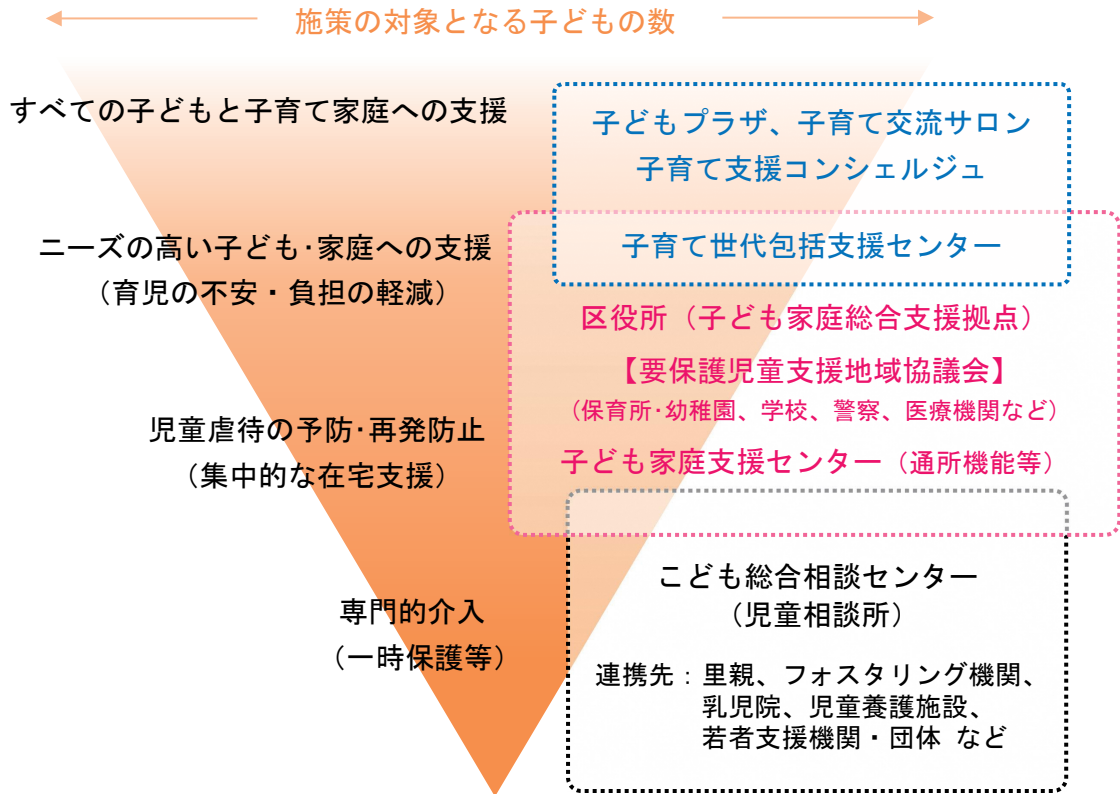 施策の対象となる子どもの数
すべての子どもと子育て家庭への支援
子どもプラザ、子育て交流サロン
子育て支援コンシェルジュ
ニーズの高い子ども・家庭への支援
（育児の不安・負担の軽減）
子育て世代包括支援センター
区役所（子ども家庭総合支援拠点）
【要保護児童支援地域協議会】
（保育所・幼稚園、学校、警察、医療機関など）
児童虐待の予防・再発防止
（集中的な在宅支援）
子ども家庭支援センター（通所機能等）
専門的介入
（一時保護等）
こども総合相談センター
（児童相談所）
連携先：里親、フォスタリング機関、
乳児院、児童養護施設、
若者支援機関・団体 など